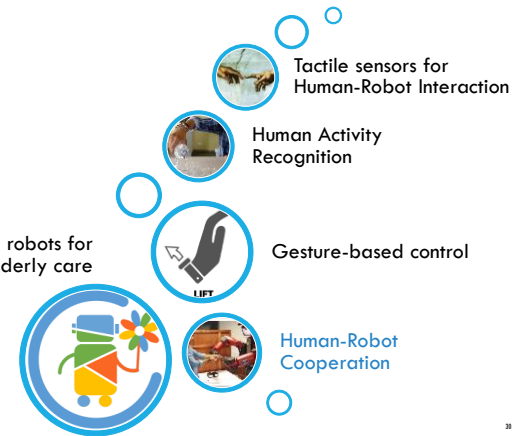 Tactile sensors for
Human-Robot Interaction
Human Activity
Recognition
robots for
derly care
LIFT
Gesture-based control
Human-Robot
Cooperation
30